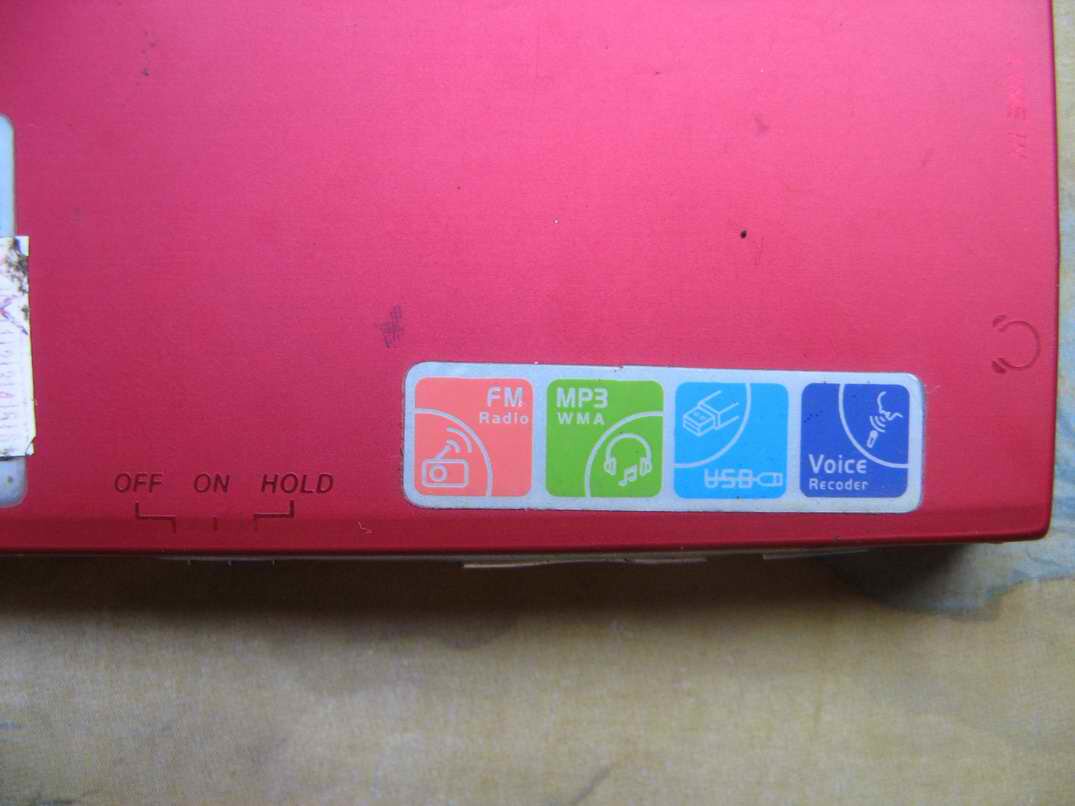 FM
Radio
MP3
WMA
USB
Voice
Recoder
OFF ON HOLD